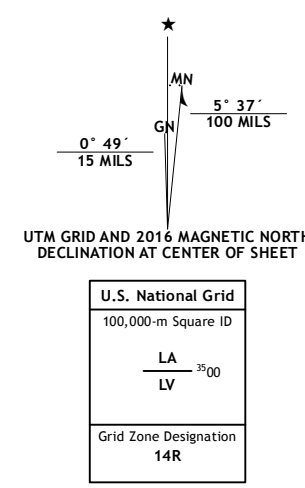 ★
MN
GN
5° 37´
100 MILS
0° 49´
15 MILS
UTM GRID AND 2016 MAGNETIC NORTH
DECLINATION AT CENTER OF SHEET
U.S. National Grid
100,000-m Square ID
LA
3500
LV
Grid Zone Designation
14R